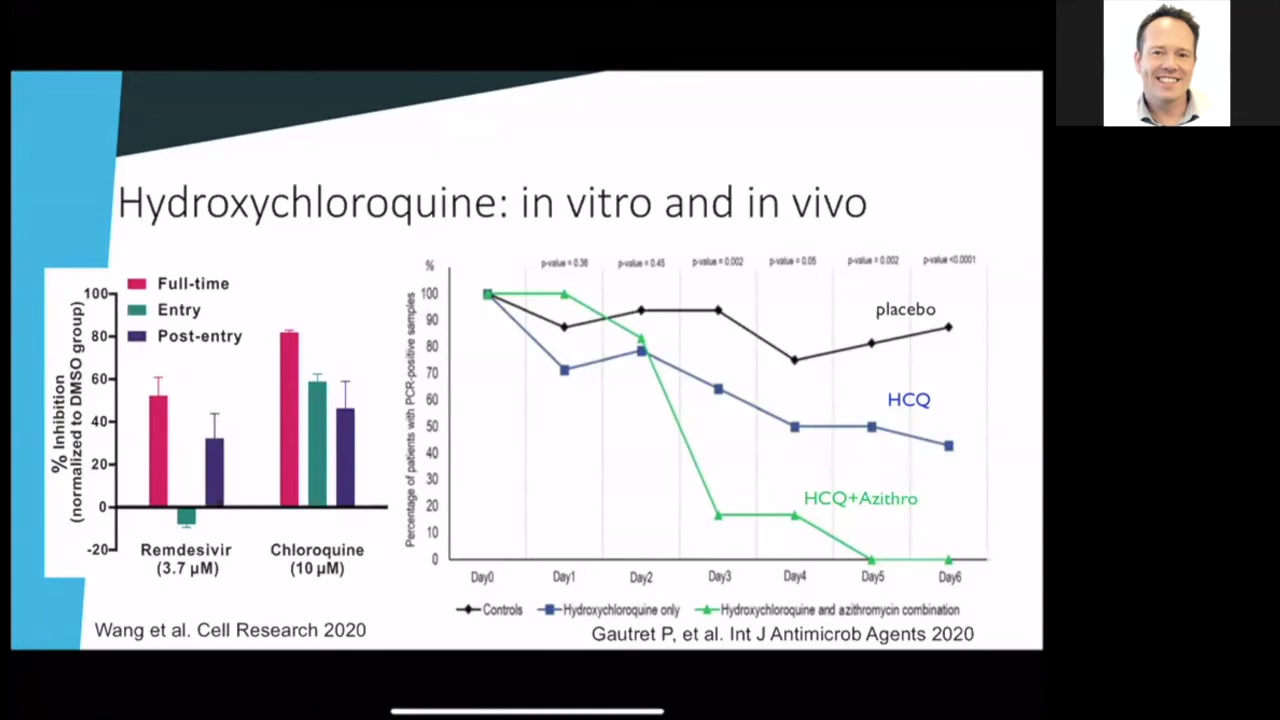 Hydroxychloroquine: in vitro and in vivo
Full-time
Entry
Post-entry
% Inhibition
(normalized to DMSO group)
100
80
60
40
20
0
-20
Remdesivir
(3.7 µM)
Chloroquine
(10 µM)
Wang et al. Cell Research 2020
%
p-value = 0.36
p-value = 0.45
p-value = 0.002
p-value = 0.05
p-value = 0.002
p-value <0.0001
Percentage of patients with PCR-positive samples
100
90
80
70
60
50
40
30
20
10
0
placebo
HCQ
HCQ+Azithro
Day0
Day1
Day2
Day3
Day4
Day5
Day6
Controls
Hydroxychloroquine only
Hydroxychloroquine and azithromycin combination
Gautret P, et al. Int J Antimicrob Agents 2020